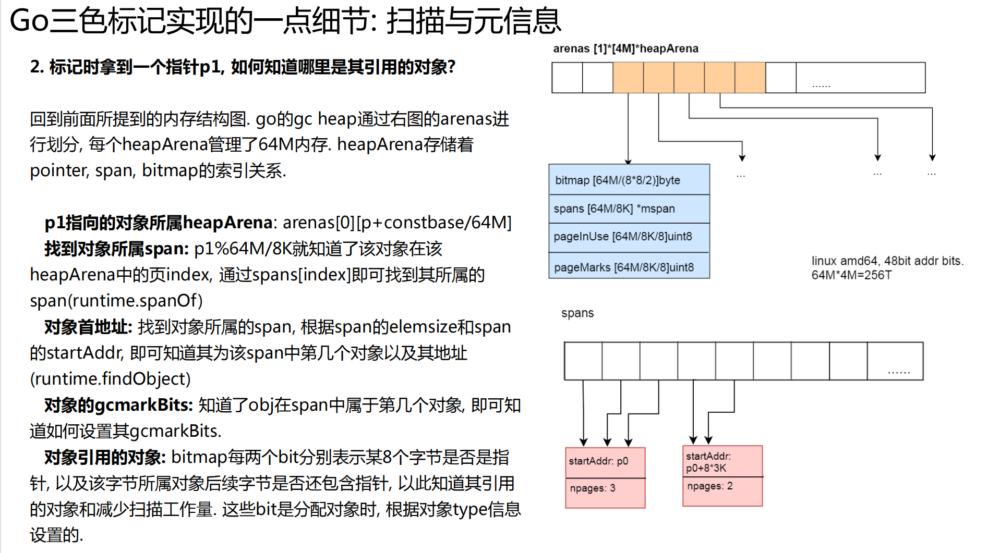 Go三色标记实现的一点细节: 扫描与元信息
2. 标记时拿到一个指针p1, 如何知道哪里是其引用的对象?
回到前面所提到的内存结构图. go的gc heap通过右图的arenas进
行划分, 每个heapArena管理了64M内存. heapArena存储着
pointer, span, bitmap的索引关系.
p1指向的对象所属heapArena: arenas[0][p+constbase/64M]
找到对象所属span: p1%64M/8K就知道了该对象在该
heapArena中的页index, 通过spans[index]即可找到其所属的
span(runtime.spanOf)
对象首地址: 找到对象所属的span, 根据span的elemsize和span
的startAddr, 即可知道其为该span中第几个对象以及其地址
(runtime.findObject)
对象的gcmarkBits: 知道了obj在span中属于第几个对象, 即可知
道如何设置其gcmarkBits.
对象引用的对象: bitmap每两个bit分别表示某8个字节是否是指
针, 以及该字节所属对象后续字节是否还包含指针, 以此知道其引用
的对象和减少扫描工作量. 这些bit是分配对象时, 根据对象type信息
设置的.
arenas [1]*[4M]*heapArena
......
bitmap [64M/(8*8/2)]byte
spans [64M/8K] *mspan
pageInUse [64M/8K/8]uint8
pageMarks [64M/8K/8]uint8
...
...
...
linux amd64, 48bit addr bits.
64M*4M=256T
spans
......
startAddr: p0
npages: 3
startAddr:
p0+8*3K
npages: 2